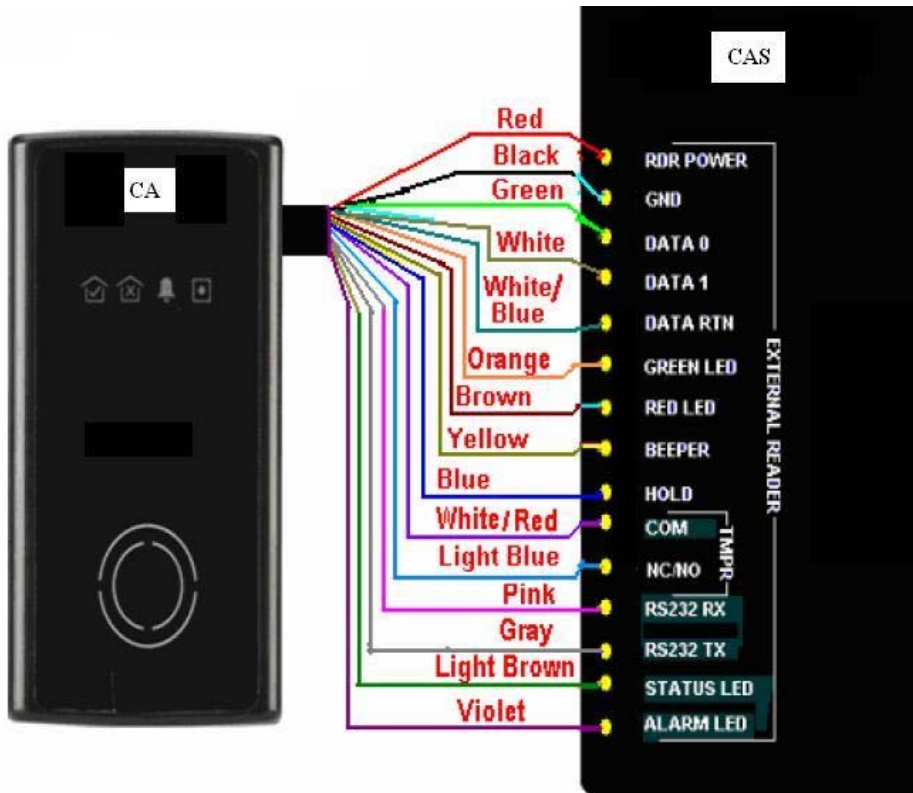 CAS
CA
Red
Black
Green
White
White/
Blue
Orange
Brown
Yellow
Blue
White/Red
Light Blue
Pink
Gray
Light Brown
Violet
RDR POWER
GND
DATA 0
DATA 1
DATA RTN
GREEN LED
RED LED
BEEPER
HOLD
COM
NC/NO
RS232 RX
RS232 TX
STATUS LED
ALARM LED
TMPR
EXTERNAL READER